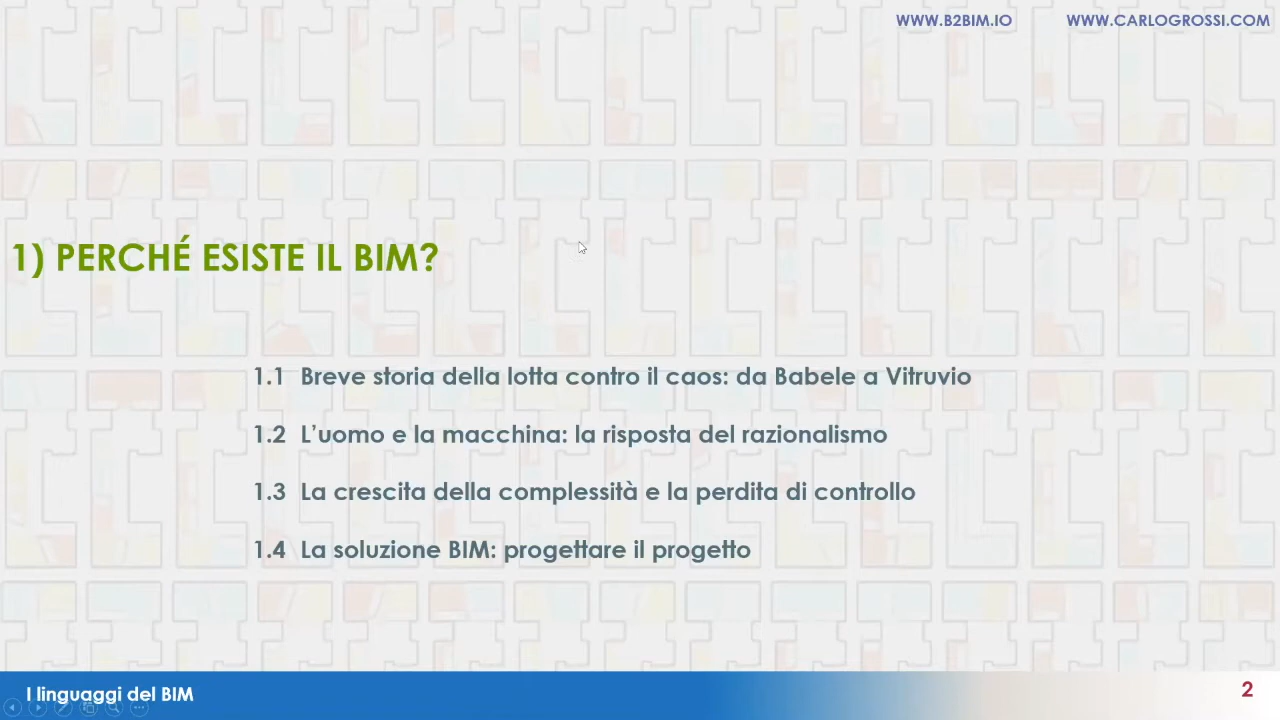 WWW.B2BIM.IO WWW.CARLOGROSSI.COM
1) PERCHÉ ESISTE IL BIM?
1.1 Breve storia della lotta contro il caos: da Babele a Vitruvio
1.2 L’uomo e la macchina: la risposta del razionalismo
1.3 La crescita della complessità e la perdita di controllo
1.4 La soluzione BIM: progettare il progetto
I linguaggi del BIM
2